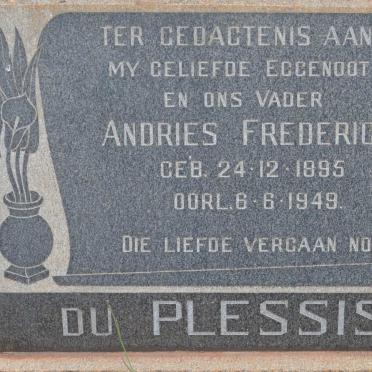 TER GEDAGTENIS AAN
MY GELIEFDE EGGENOOT
EN ONS VADER
ANDRIES FREDERIC
GEB. 24·12·1895
OORL. 6·6·1949.
DIE LIEFDE VERGAAN NO
DU PLESSIS